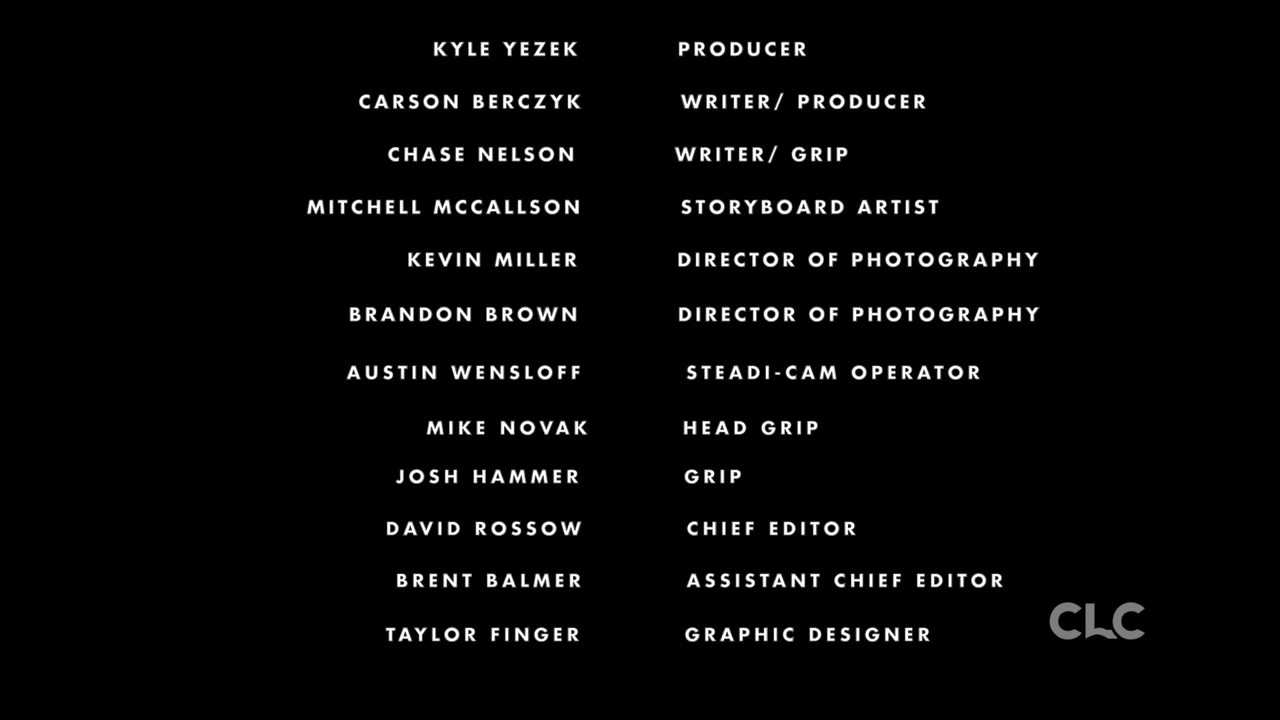 KYLE YEZEK PRODUCER
CARSON BERCZYK WRITER/ PRODUCER
CHASE NELSON WRITER/ GRIP
MITCHELL MCCALLSON STORYBOARD ARTIST
KEVIN MILLER DIRECTOR OF PHOTOGRAPHY
BRANDON BROWN DIRECTOR OF PHOTOGRAPHY
AUSTIN WENSLOFF STEADI-CAM OPERATOR
MIKE NOVAK HEAD GRIP
JOSH HAMMER GRIP
DAVID ROSSOW CHIEF EDITOR
BRENT BALMER ASSISTANT CHIEF EDITOR
TAYLOR FINGER GRAPHIC DESIGNER
CLC